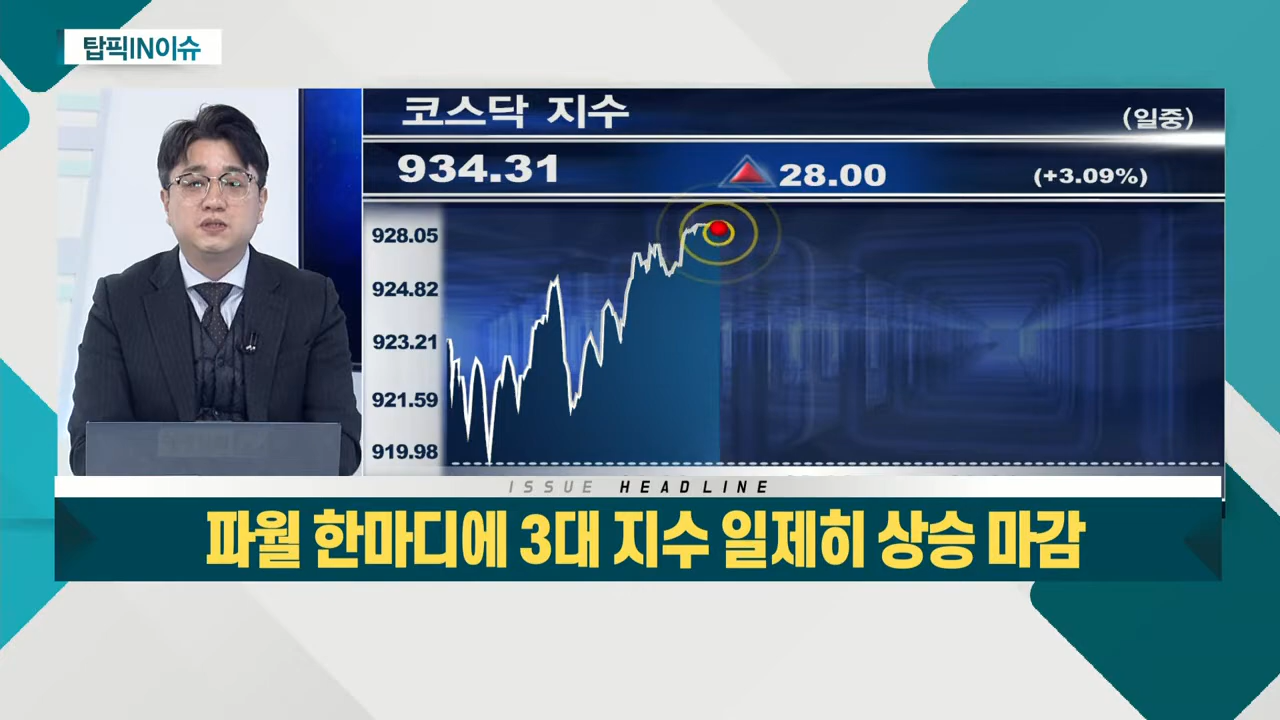 탑픽IN이슈
코스닥 지수
(일중)
934.31 ▲ 28.00 (+3.09%)
928.05
924.82
923.21
921.59
919.98
ISSUE HEADLINE
파월 한마디에 3대 지수 일제히 상승 마감